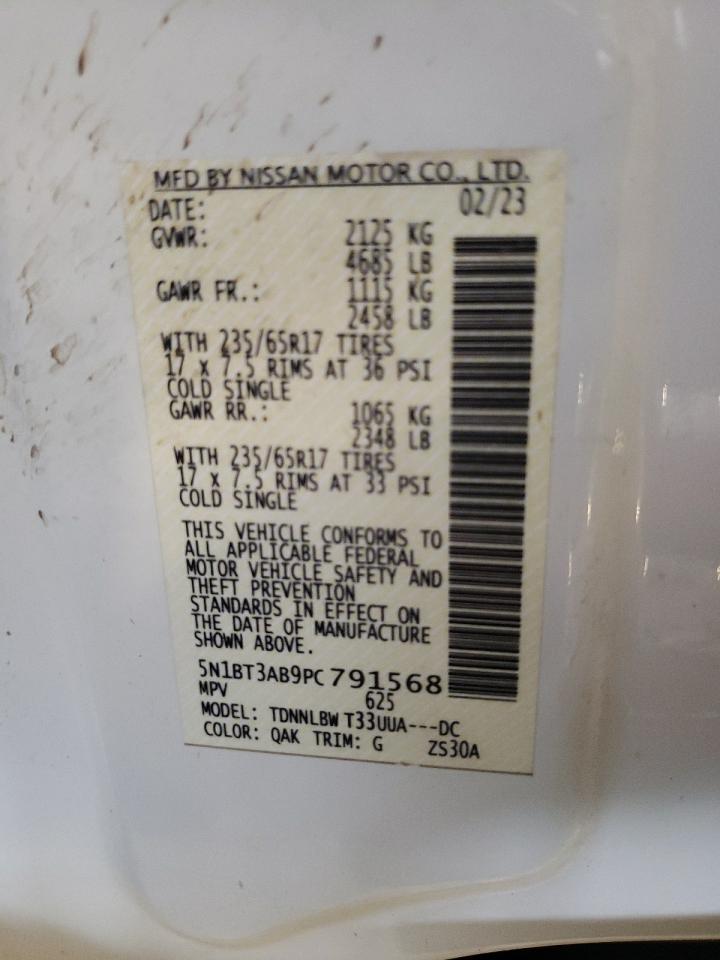 MFD BY NISSAN MOTOR CO., LTD.
DATE: 02/23
GVWR: 2125 KG
4685 LB
GAWR FR.: 1115 KG
2458 LB
WITH 235/65R17 TIRES
17 x 7.5 RIMS AT 36 PSI
COLD SINGLE
GAWR RR.: 1065 KG
2348 LB
WITH 235/65R17 TIRES
17 x 7.5 RIMS AT 33 PSI
COLD SINGLE
THIS VEHICLE CONFORMS TO
ALL APPLICABLE FEDERAL
MOTOR VEHICLE SAFETY AND
THEFT PREVENTION
STANDARDS IN EFFECT ON
THE DATE OF MANUFACTURE
SHOWN ABOVE.
5N1BT3AB9PC791568
MPV 625
MODEL: TDNNLBW T33UUA---DC
COLOR: QAK TRIM: G ZS30A